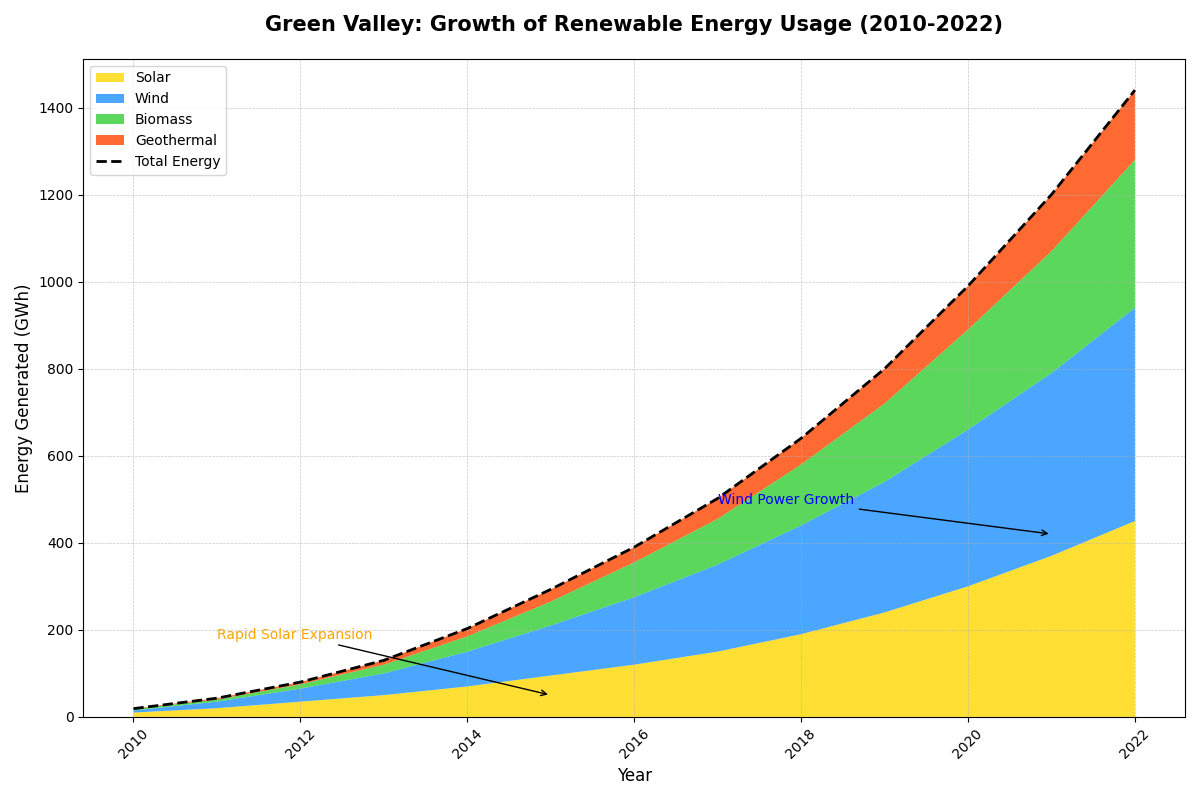 Green Valley: Growth of Renewable Energy Usage (2010-2022)
Solar
Wind
Biomass
Geothermal
Total Energy
Energy Generated (GWh)
1400
1200
1000
800
600
400
200
0
Wind Power Growth
Rapid Solar Expansion
2010
2012
2014
2016
2018
2020
2022
Year